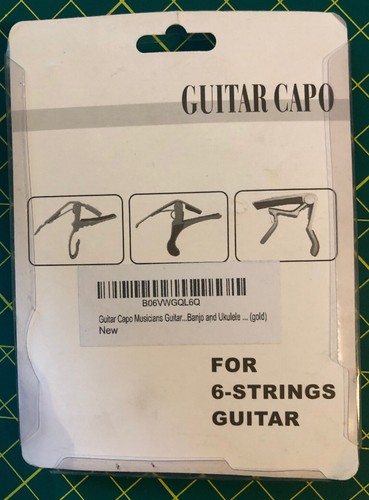 GUITAR CAPO
B06VWGQL6Q
Guitar Capo Musicians Guitar...Banjo and Ukulele ... (gold)
New
FOR
6-STRINGS
GUITAR